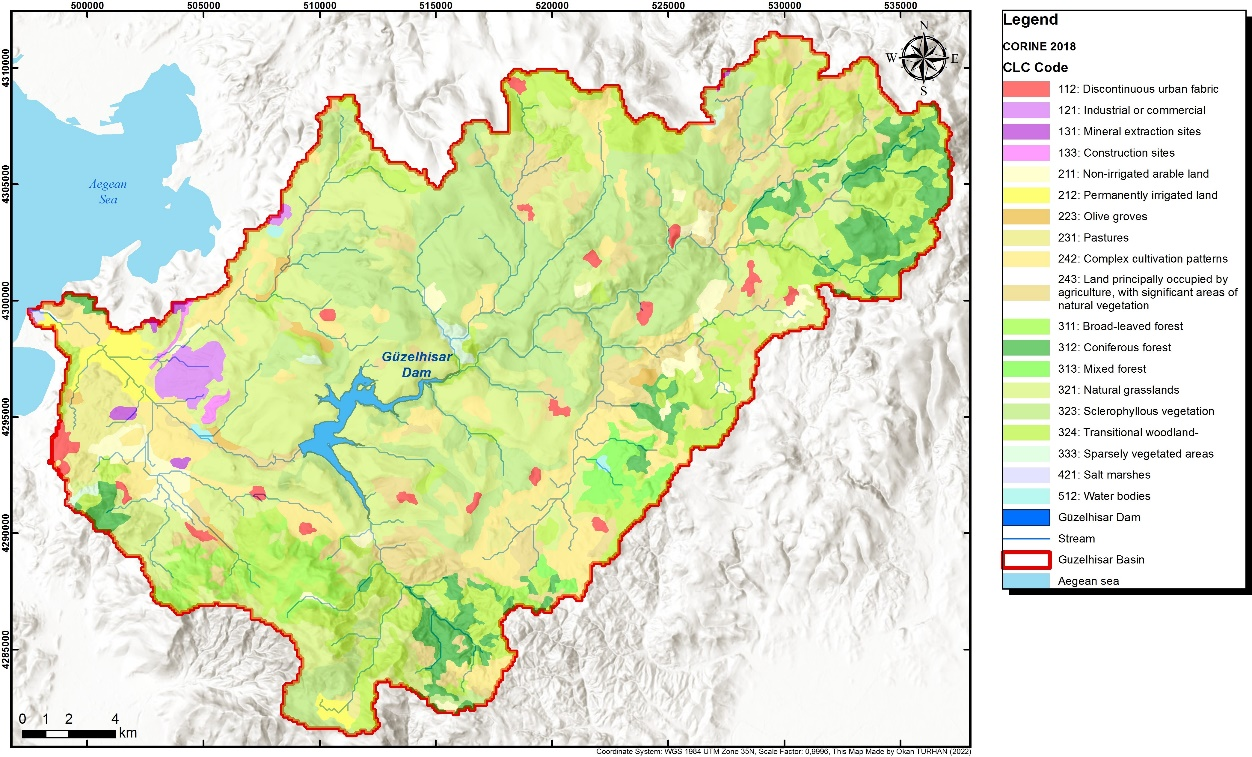 500000 505000 510000 515000 520000 525000 530000 535000
4310000
4305000
4300000
4295000
4290000
4285000
N
W E
S
Aegean
Sea
Güzelhisar
Dam
0 1 2 4
km
Coordinate System: WGS 1984 UTM Zone 35N, Scale Factor: 0,9996, This Map Made by Okan TURHAN (2022)
Legend
CORINE 2018
CLC Code
112: Discontinuous urban fabric
121: Industrial or commercial
131: Mineral extraction sites
133: Construction sites
211: Non-irrigated arable land
212: Permanently irrigated land
223: Olive groves
231: Pastures
242: Complex cultivation patterns
243: Land principally occupied by
agriculture, with significant areas of
natural vegetation
311: Broad-leaved forest
312: Coniferous forest
313: Mixed forest
321: Natural grasslands
323: Sclerophyllous vegetation
324: Transitional woodland-
333: Sparsely vegetated areas
421: Salt marshes
512: Water bodies
Güzelhisar Dam
Stream
Guzelhisar Basin
Aegean sea